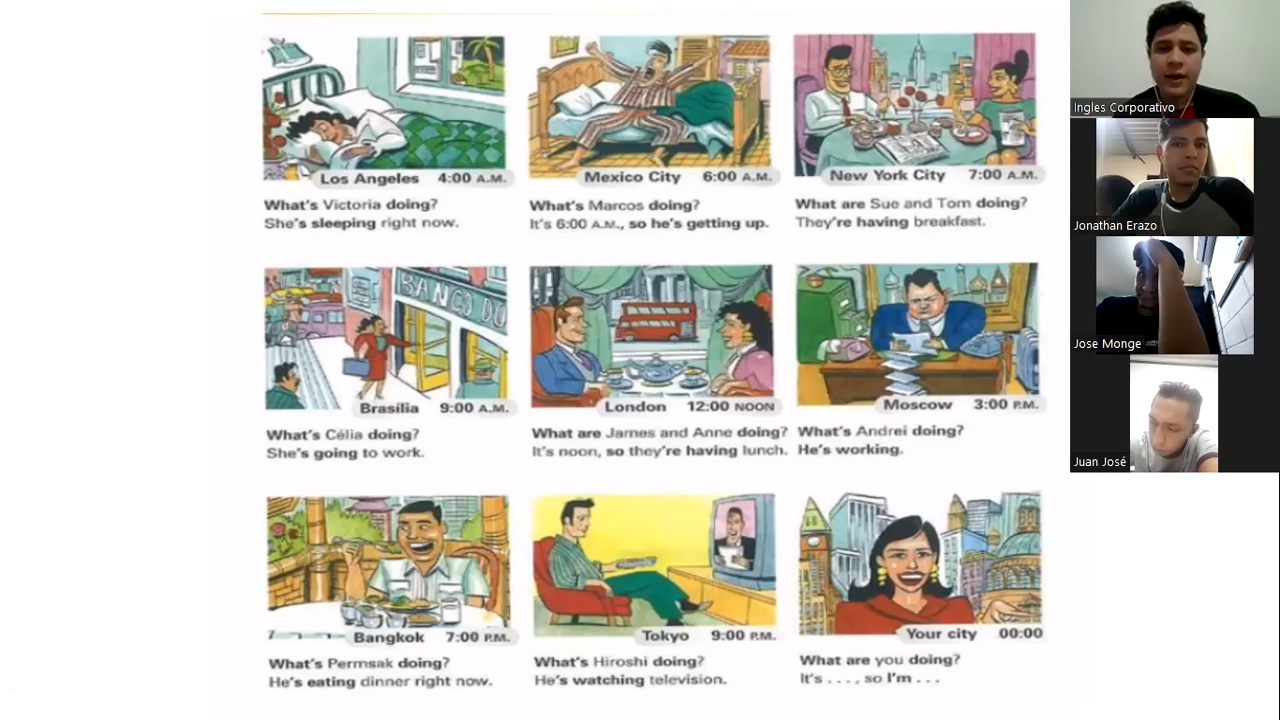 Los Angeles 4:00 A.M.
What's Victoria doing?
She's sleeping right now.
Mexico City 6:00 A.M.
What's Marcos doing?
It's 6:00 A.M., so he's getting up.
New York City 7:00 A.M.
What are Sue and Tom doing?
They're having breakfast.
BANCO DO
Brasília 9:00 A.M.
What's Célia doing?
She's going to work.
London 12:00 NOON
What are James and Anne doing?
It's noon, so they're having lunch.
Moscow 3:00 P.M.
What's Andrei doing?
He's working.
Bangkok 7:00 P.M.
What's Permsak doing?
He's eating dinner right now.
Tokyo 9:00 P.M.
What's Hiroshi doing?
He's watching television.
Your city 00:00
What are you doing?
It's . . . , so I'm . . .
Ingles Corporativo
Jonathan Erazo
Jose Monge
Juan José